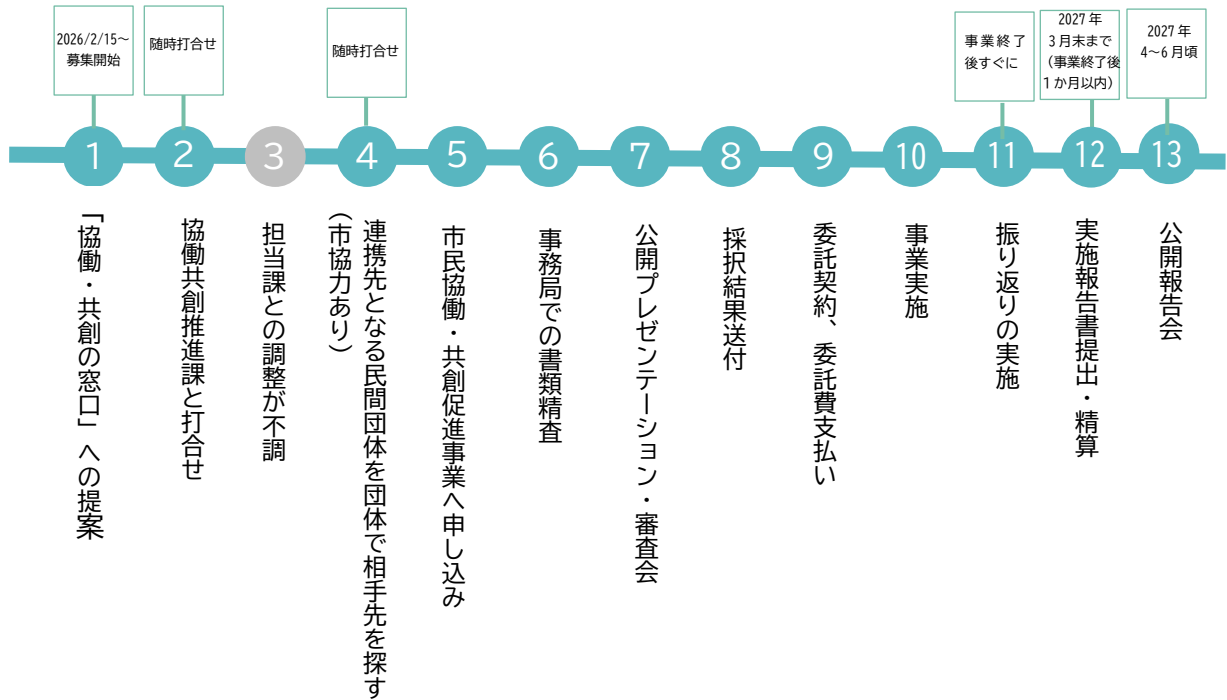 2026/2/15～
募集開始
随時打合せ
随時打合せ
事業終了
後すぐに
2027年
3月末まで
（事業終了後
1か月以内）
2027年
4～6月頃
1
2
3
4
5
6
7
8
9
10
11
12
13
「協働・共創の窓口」への提案
協働共創推進課と打合せ
担当課との調整が不調
連携先となる民間団体を団体で相手先を探す
（市協力あり）
市民協働・共創促進事業へ申し込み
事務局での書類精査
公開プレゼンテーション・審査会
採択結果送付
委託契約、委託費支払い
事業実施
振り返りの実施
実施報告書提出・精算
公開報告会